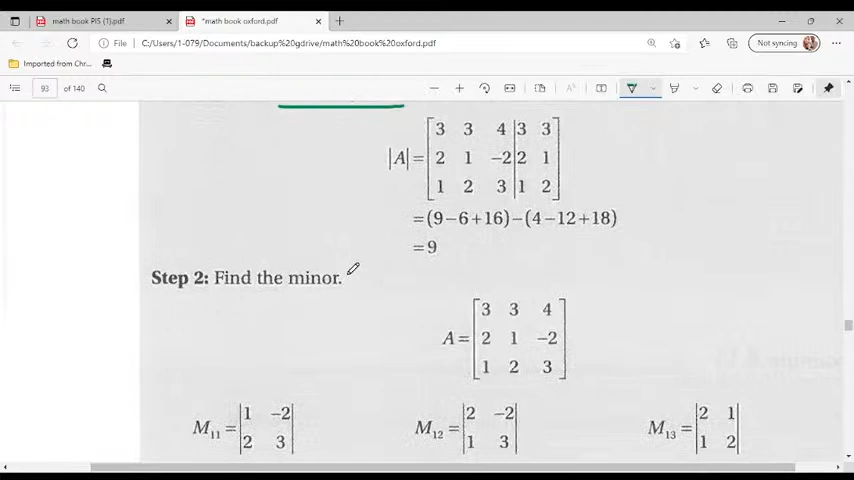 math book PIS (1).pdf
*math book oxford.pdf
File
C:/Users/1-079/Documents/backup%20gdrive/math%20book%20oxford.pdf
Not syncing
Imported from Chr...
93 of 140
|A| = [3 3 4 | 3 3
2 1 −2 | 2 1
1 2 3 | 1 2]
=(9−6+16)−(4−12+18)
=9
Step 2: Find the minor.
A = [3 3 4
2 1 −2
1 2 3]
M₁₁ = |1 −2| M₁₂ = |2 −2| M₁₃ = |2 1|
|2 3| |1 3| |1 2|